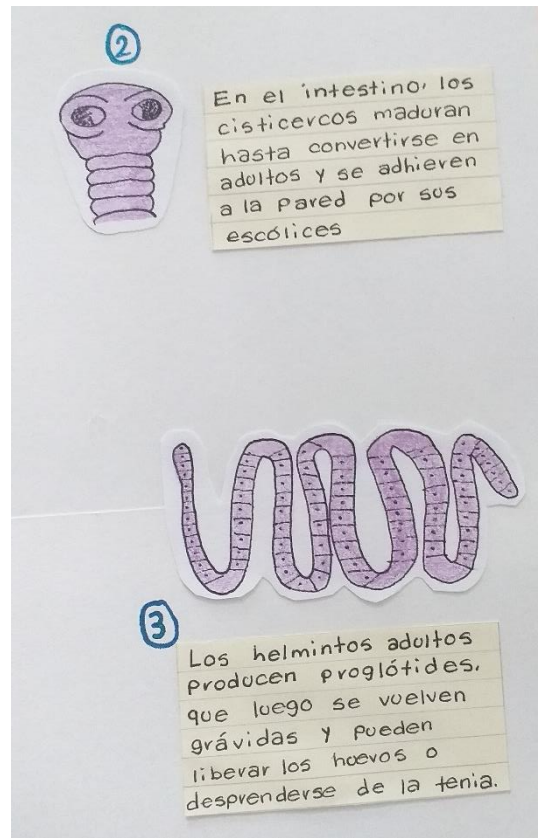 2
En el intestino, los
cisticercos maduran
hasta convertirse en
adultos y se adhieren
a la pared por sus
escólices
3
Los helmintos adultos
producen proglótides,
que luego se vuelven
grávidas y pueden
liberar los huevos o
desprenderse de la tenia.